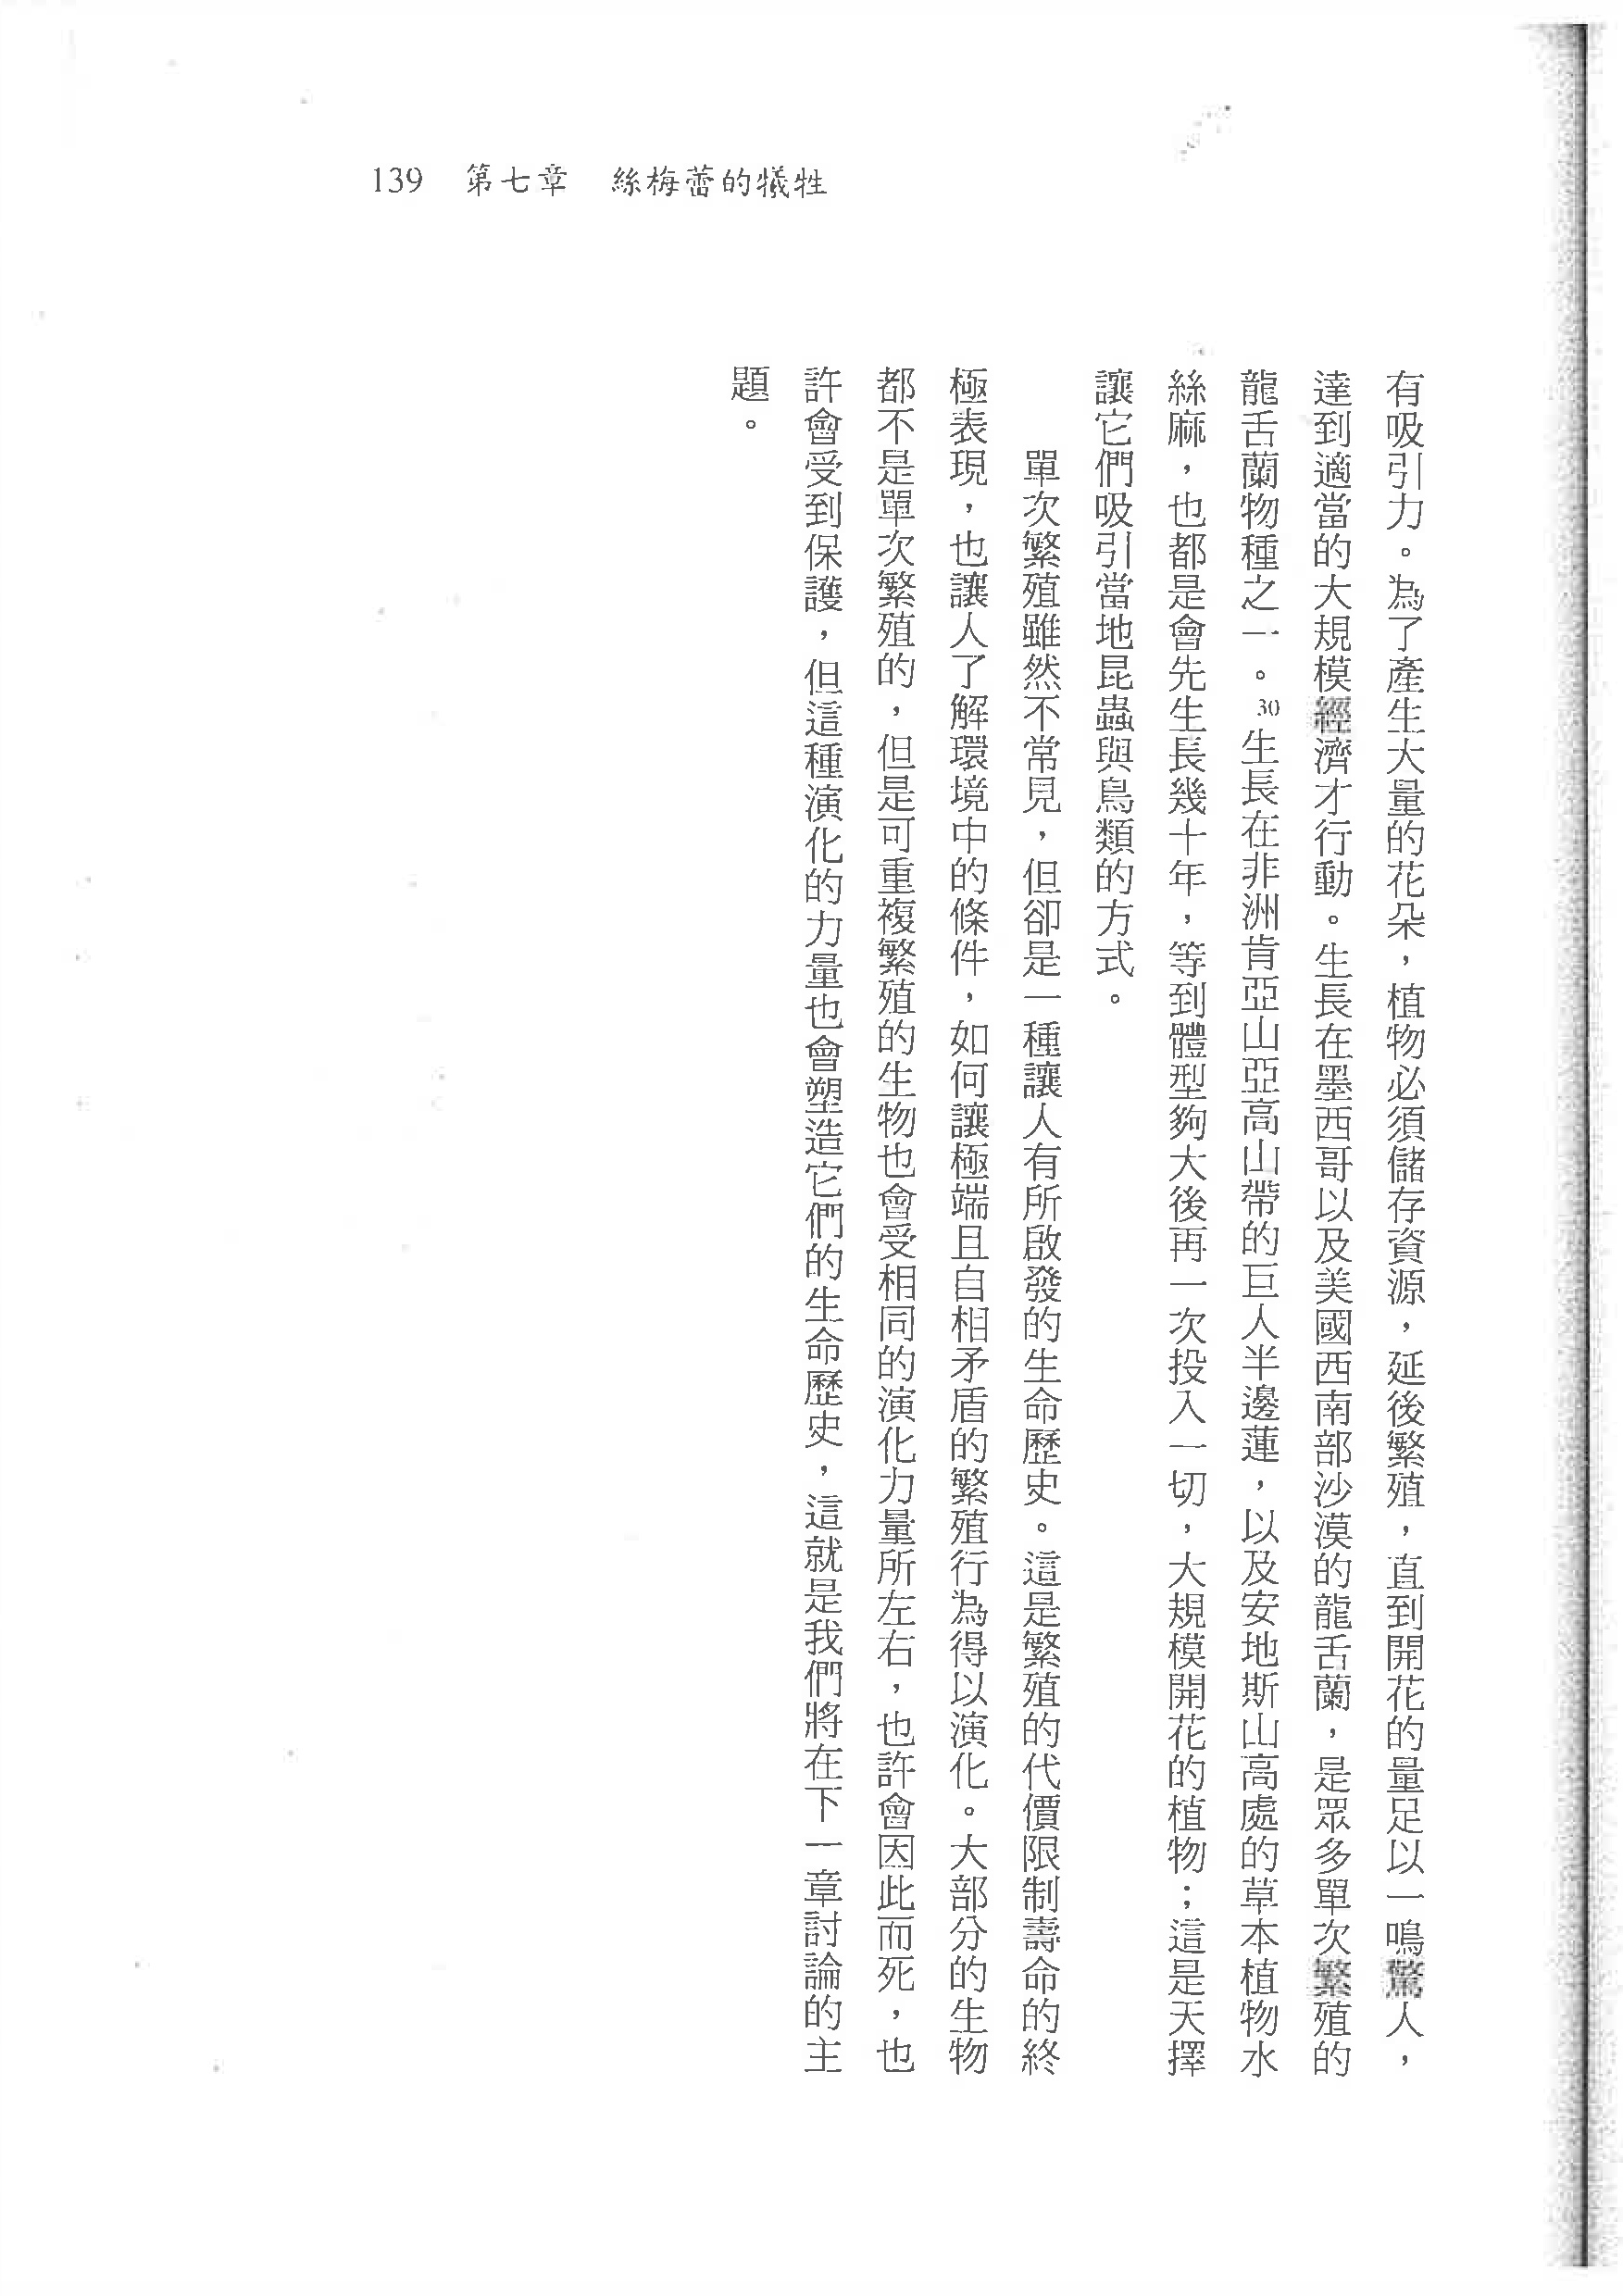 139 第七章 絲梅蕾的犧牲
有吸引力。為了產生大量的花朵，植物必須儲存資源，延後繁殖，直到開花的量足以一鳴驚人，
達到適當的大規模經濟才行動。生長在墨西哥以及美國西南部沙漠的龍舌蘭，是眾多單次繁殖的
龍舌蘭物種之一。30生長在非洲肯亞山亞高山帶的巨人半邊蓮，以及安地斯山高處的草本植物水
絲麻，也都是會先生長幾十年，等到體型夠大後再一次投入一切，大規模開花的植物；這是天擇
讓它們吸引當地昆蟲與鳥類的方式。
單次繁殖雖然不常見，但卻是一種讓人有所啟發的生命歷史。這是繁殖的代價限制壽命的終
極表現，也讓人了解環境中的條件，如何讓極端且自相矛盾的繁殖行為得以演化。大部分的生物
都不是單次繁殖的，但是可重複繁殖的生物也會受相同的演化力量所左右，也許會因此而死，也
許會受到保護，但這種演化的力量也會塑造它們的生命歷史，這就是我們將在下一章討論的主
題。